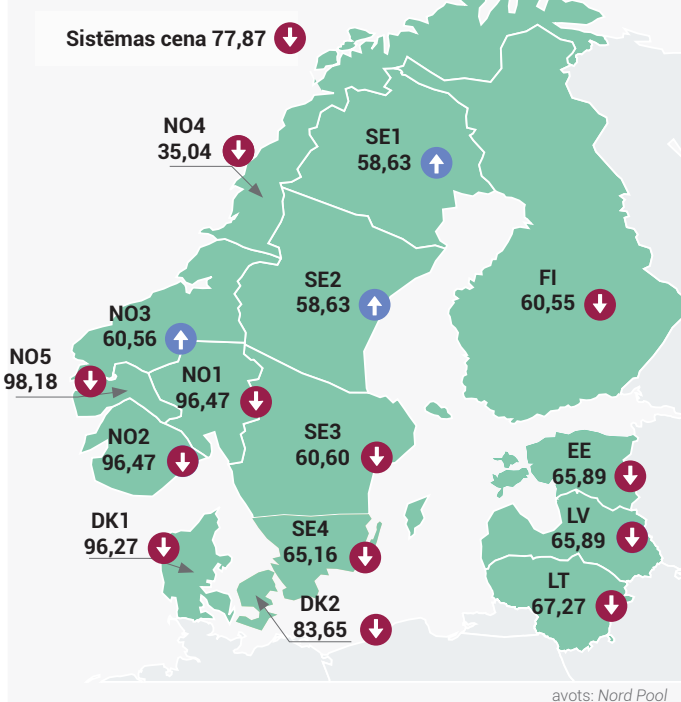 Sistēmas cena 77,87
NO4
35,04
SE1
58,63
SE2
58,63
FI
60,55
NO3
60,56
NO5
98,18
NO1
96,47
NO2
96,47
SE3
60,60
EE
65,89
LV
65,89
DK1
96,27
SE4
65,16
LT
67,27
DK2
83,65
avots: Nord Pool